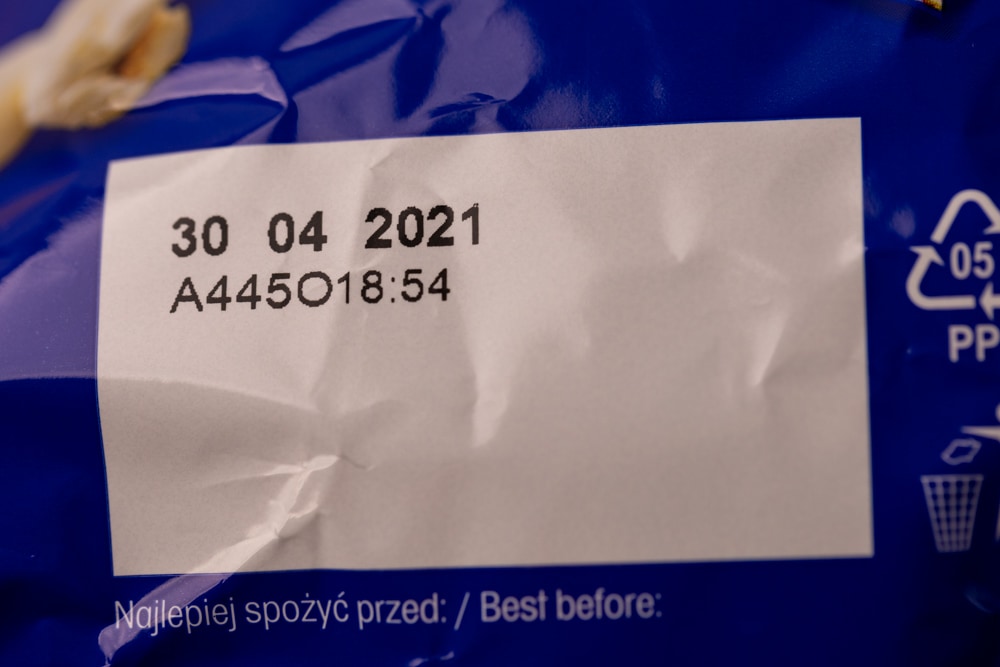 30 04 2021
A445O18:54
05
PP
Najlepiej spożyć przed: / Best before: